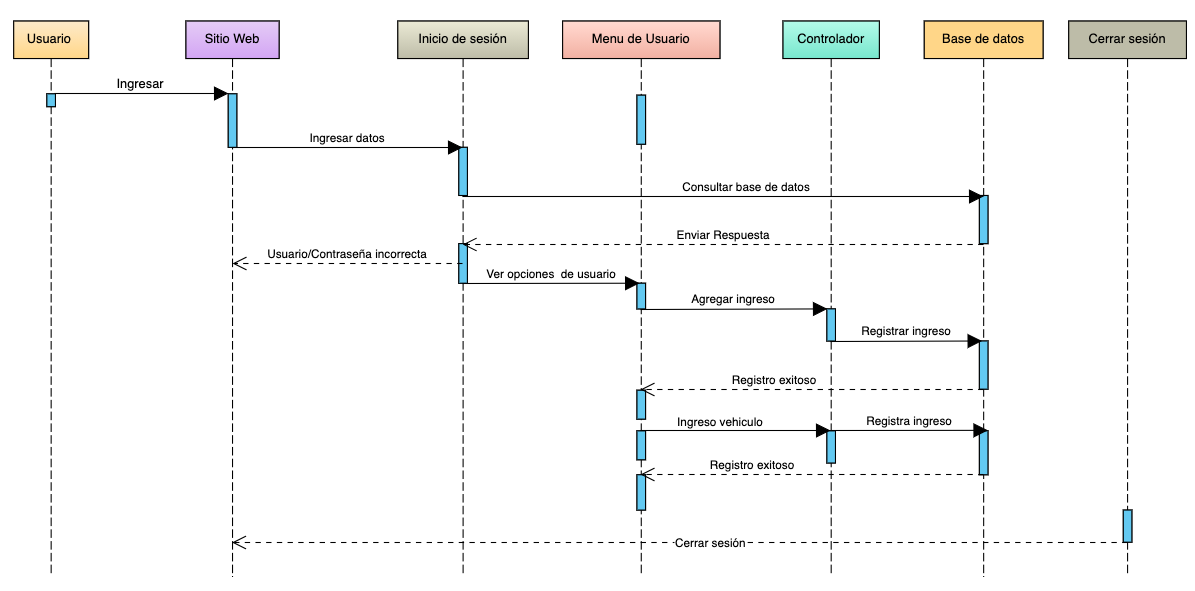 Usuario
Sitio Web
Inicio de sesión
Menu de Usuario
Controlador
Base de datos
Cerrar sesión
Ingresar
Ingresar datos
Consultar base de datos
Enviar Respuesta
Usuario/Contraseña incorrecta
Ver opciones de usuario
Agregar ingreso
Registrar ingreso
Registro exitoso
Ingreso vehiculo
Registra ingreso
Registro exitoso
Cerrar sesión